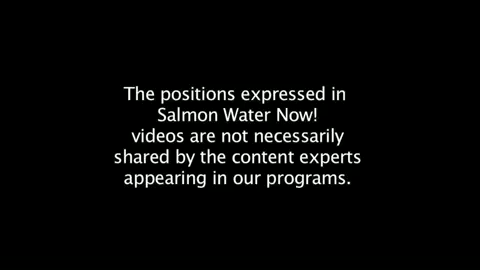 The positions expressed in
Salmon Water Now!
videos are not necessarily
shared by the content experts
appearing in our programs.